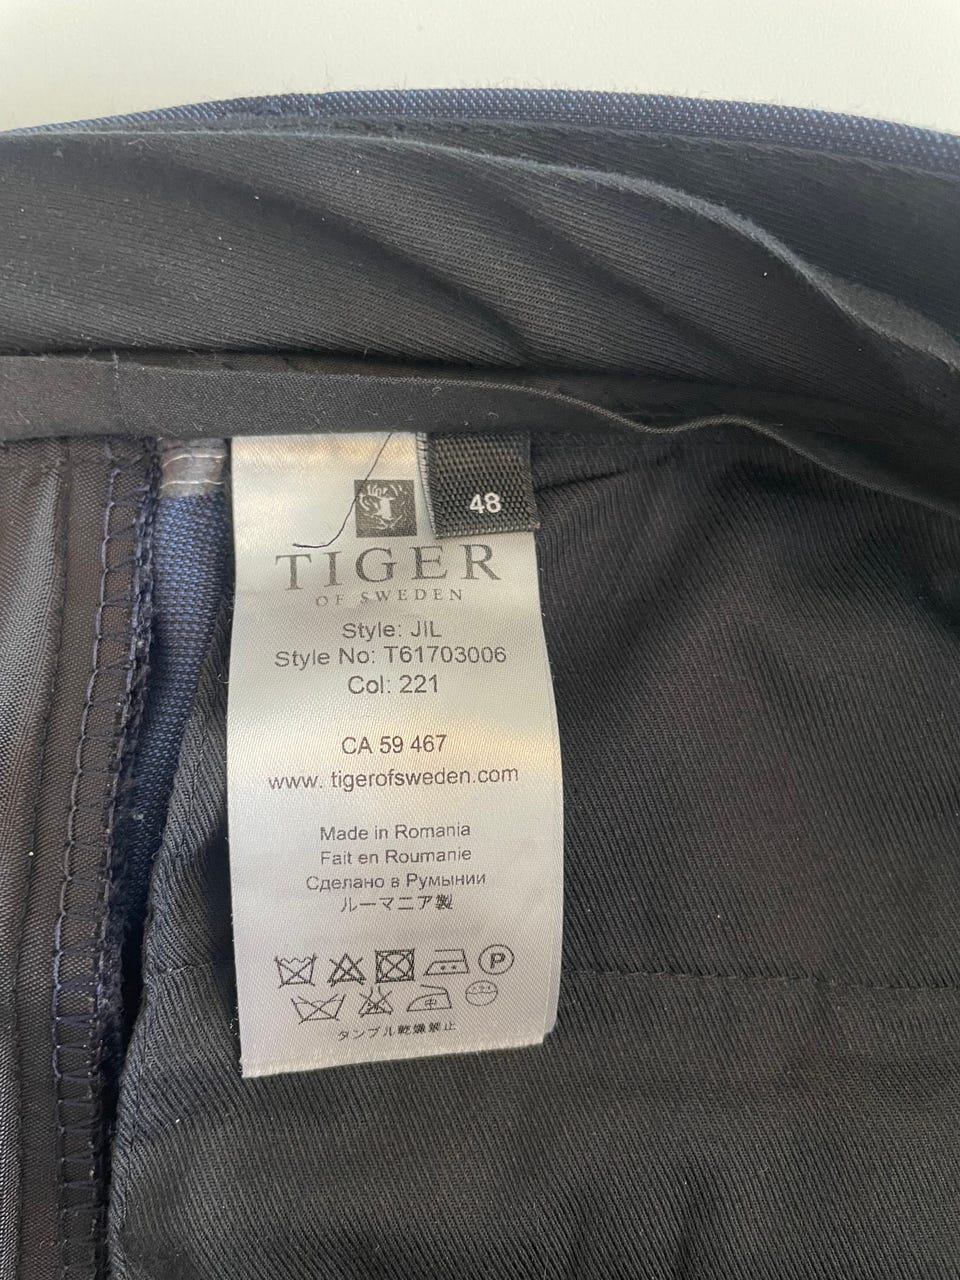 48
TIGER
OF SWEDEN
Style: JIL
Style No: T61703006
Col: 221
CA 59 467
www. tigerofsweden.com
Made in Romania
Fait en Roumanie
Сделано в Румынии
ルーマニア製
P
中
タンブル乾燥禁止